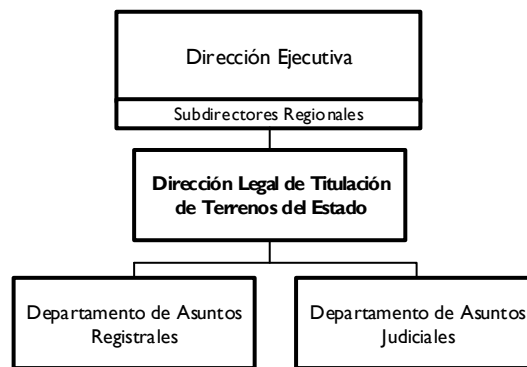 Dirección Ejecutiva
Subdirectores Regionales
Dirección Legal de Titulación
de Terrenos del Estado
Departamento de Asuntos
Registrales
Departamento de Asuntos
Judiciales